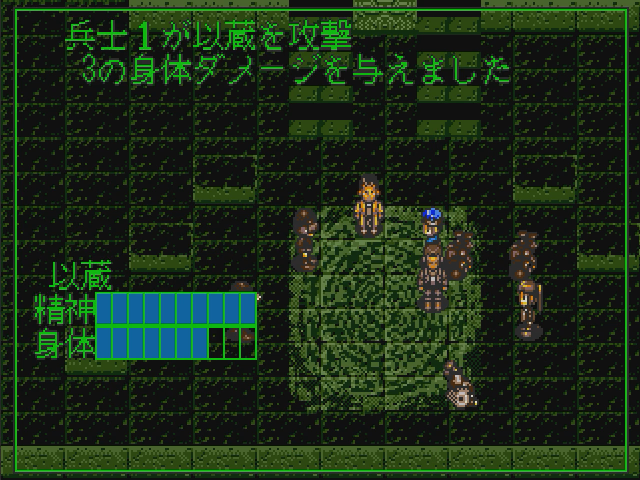 兵士１が以蔵を攻撃
3の身体ダメージを与えました
以蔵
精神
身体